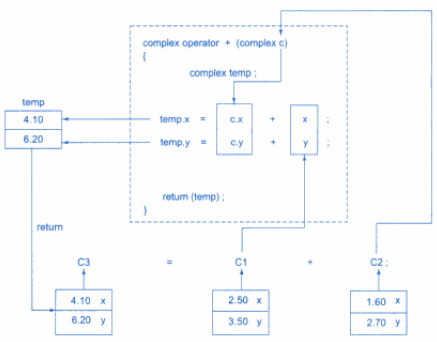 complex operator + (complex c)
{
complex temp ;
temp
4.10
6.20
temp.x = c.x + x ;
temp.y = c.y + y ;
return (temp) ;
}
return
C3 = C1 + C2 ;
4.10 x
6.20 y
2.50 x
3.50 y
1.60 x
2.70 y